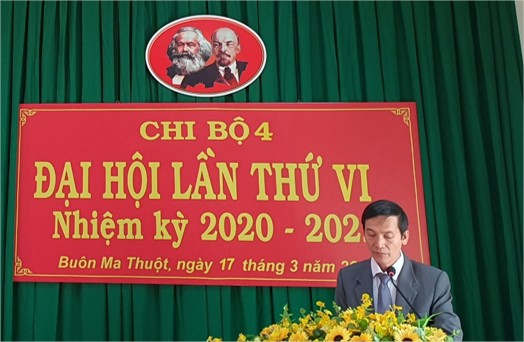 CHI BỘ 4
ĐẠI HỘI LẦN THỨ VI
Nhiệm kỳ 2020 - 202
Buôn Ma Thuột, ngày 17 tháng 3 năm 2